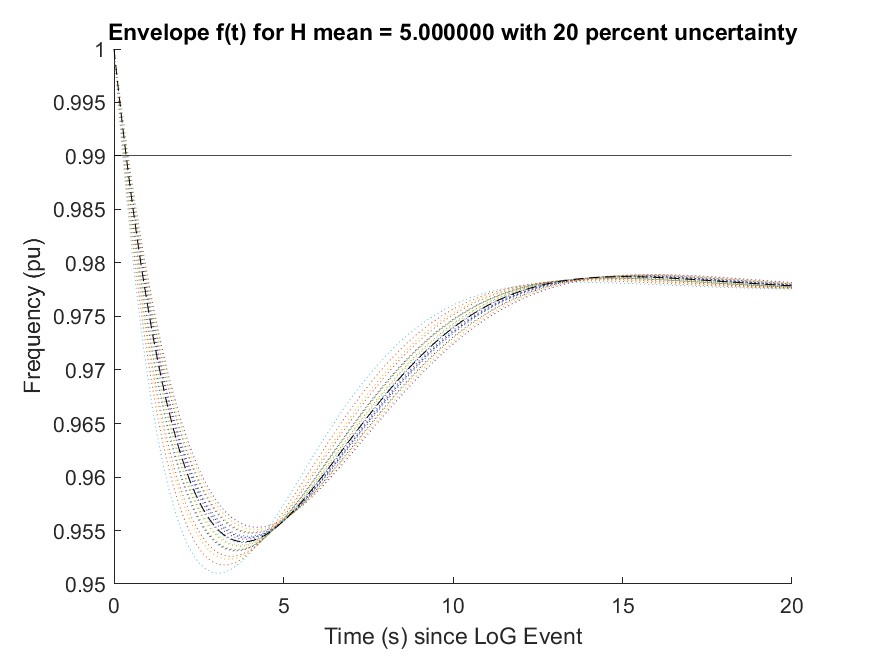 Envelope f(t) for H mean = 5.000000 with 20 percent uncertainty
1
0.995
0.99
0.985
0.98
0.975
0.97
0.965
0.96
0.955
0.95
Frequency (pu)
0 5 10 15 20
Time (s) since LoG Event